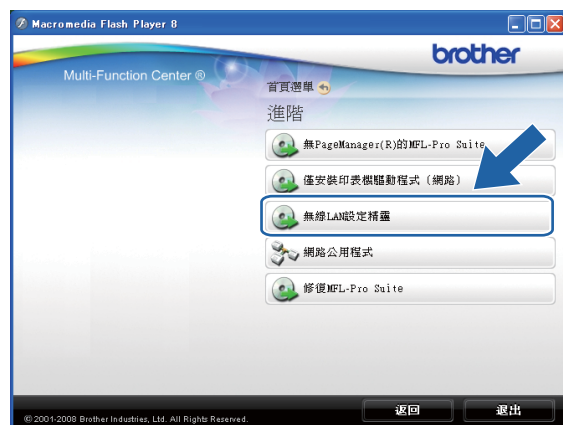 Macromedia Flash Player 8
brother
Multi-Function Center ®
首頁選單
進階
無PageManager(R)的MFL-Pro Suite
僅安裝印表機驅動程式（網路）
無線LAN設定精靈
網路公用程式
修復MFL-Pro Suite
© 2001-2008 Brother Industries, Ltd. All Rights Reserved.
返回
退出